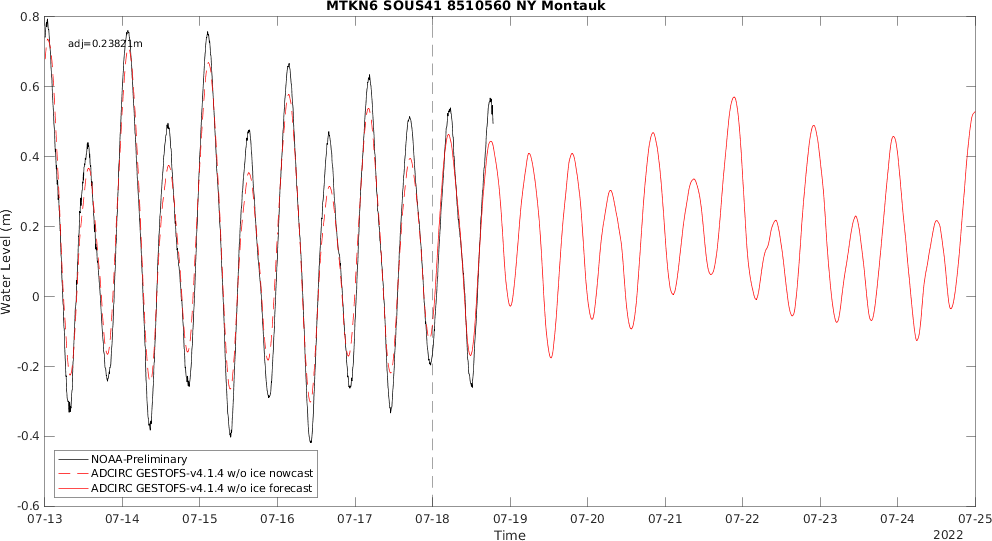 MTKN6 SOUS41 8510560 NY Montauk
adj=0.23821m
Water Level (m)
0.8
0.6
0.4
0.2
0
-0.2
-0.4
-0.6
NOAA-Preliminary
ADCIRC GESTOFS-v4.1.4 w/o ice nowcast
ADCIRC GESTOFS-v4.1.4 w/o ice forecast
07-13 07-14 07-15 07-16 07-17 07-18 07-19 07-20 07-21 07-22 07-23 07-24 07-25
Time
2022